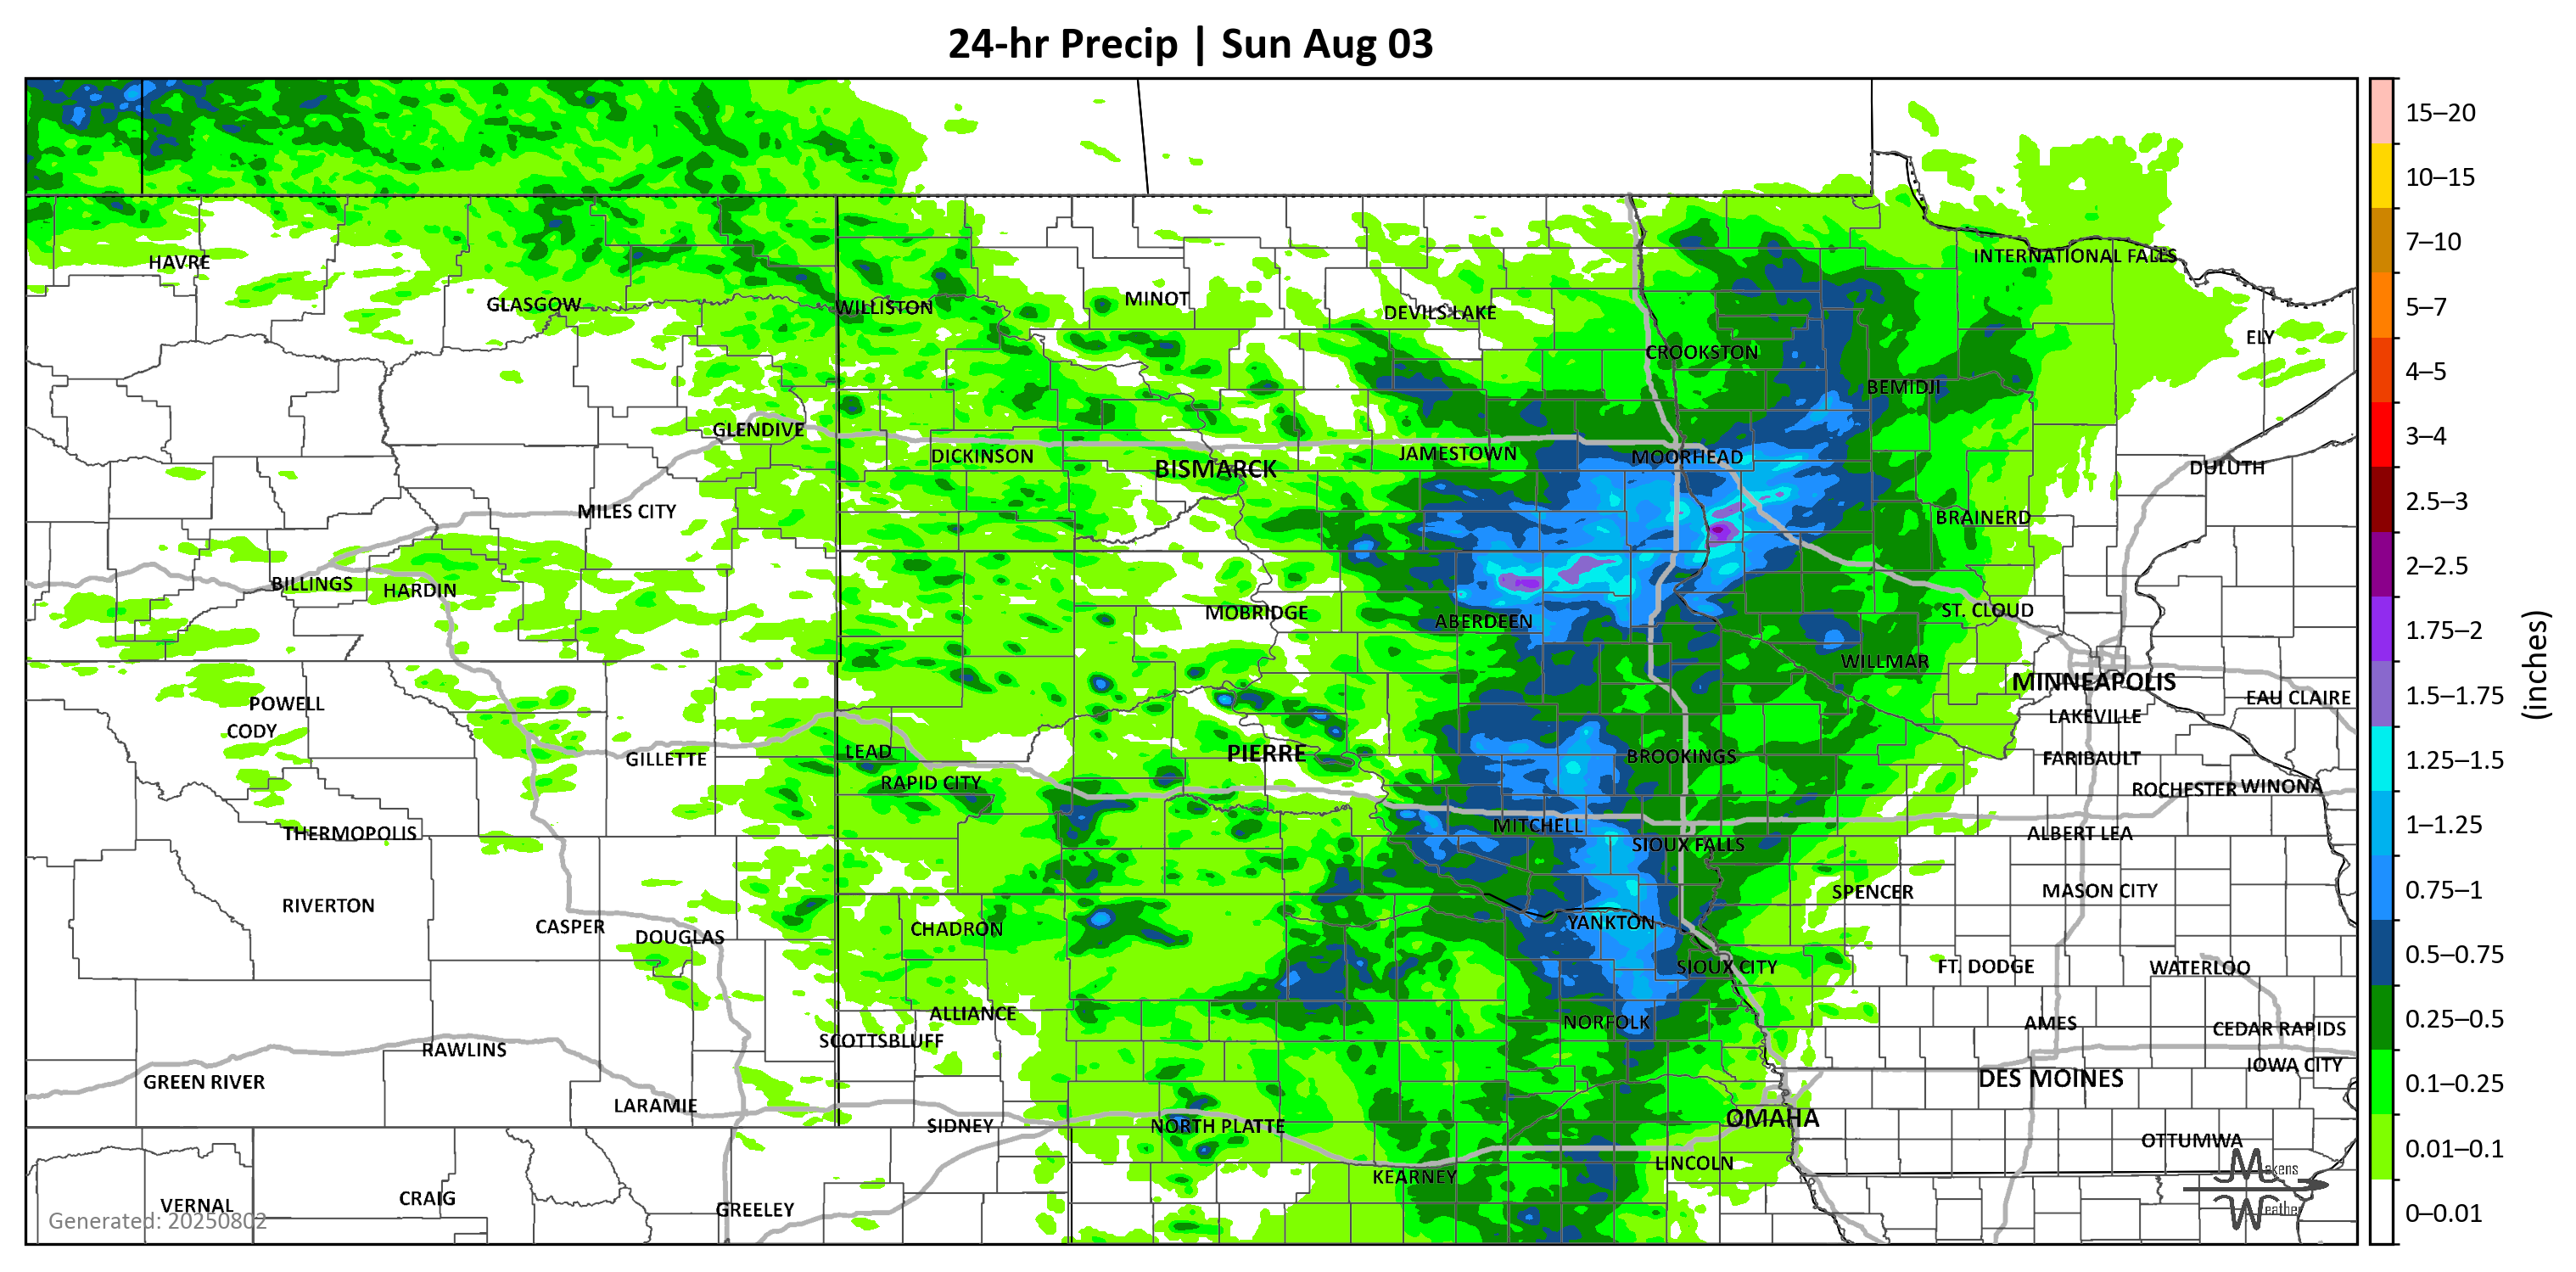 24-hr Precip | Sun Aug 03
15–20
10–15
7–10
5–7
4–5
3–4
2.5–3
2–2.5
1.75–2
1.5–1.75
1.25–1.5
1–1.25
0.75–1
0.5–0.75
0.25–0.5
0.1–0.25
0.01–0.1
0–0.01
(inches)
INTERNATIONAL FALLS
HAVRE
MINOT
GLASGOW
WILLISTON
DEVILS LAKE
ELY
CROOKSTON
BEMIDJI
GLENDIVE
DICKINSON
JAMESTOWN
MOORHEAD
BISMARCK
DULUTH
MILES CITY
BRAINERD
BILLINGS
HARDIN
MOBRIDGE
ST. CLOUD
ABERDEEN
WILLMAR
MINNEAPOLIS
EAU CLAIRE
POWELL
LAKEVILLE
CODY
LEAD
PIERRE
BROOKINGS
GILLETTE
FARIBAULT
RAPID CITY
ROCHESTER
WINONA
MITCHELL
THERMOPOLIS
ALBERT LEA
SIOUX FALLS
SPENCER
MASON CITY
RIVERTON
CASPER
CHADRON
YANKTON
DOUGLAS
SIOUX CITY
FT. DODGE
WATERLOO
ALLIANCE
NORFOLK
AMES
CEDAR RAPIDS
SCOTTSBLUFF
RAWLINS
IOWA CITY
GREEN RIVER
DES MOINES
LARAMIE
OMAHA
SIDNEY
NORTH PLATTE
OTTUMWA
LINCOLN
KEARNEY
VERNAL
CRAIG
GREELEY
Generated: 20250802
Makens
Weather